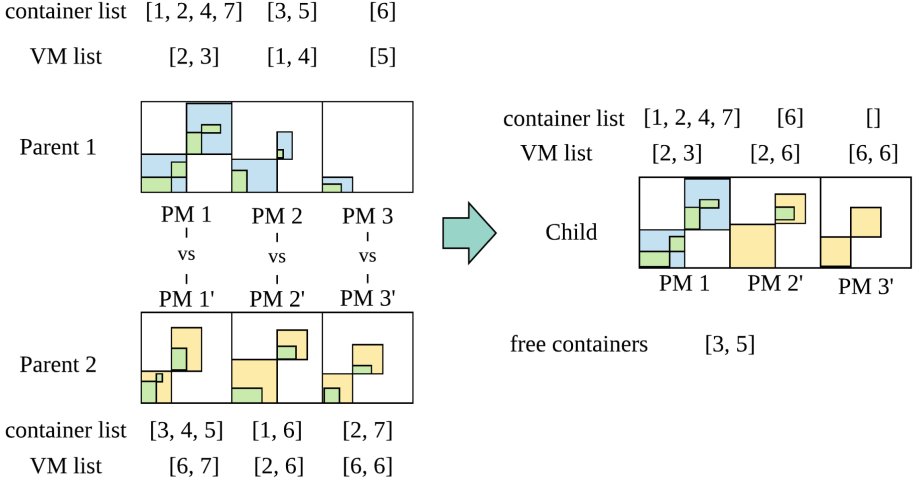 container list [1, 2, 4, 7] [3, 5] [6]
VM list [2, 3] [1, 4] [5]
Parent 1
PM 1 PM 2 PM 3
vs vs vs
PM 1' PM 2' PM 3'
Parent 2
container list [3, 4, 5] [1, 6] [2, 7]
VM list [6, 7] [2, 6] [6, 6]
container list [1, 2, 4, 7] [6] []
VM list [2, 3] [2, 6] [6, 6]
Child
PM 1 PM 2' PM 3'
free containers [3, 5]